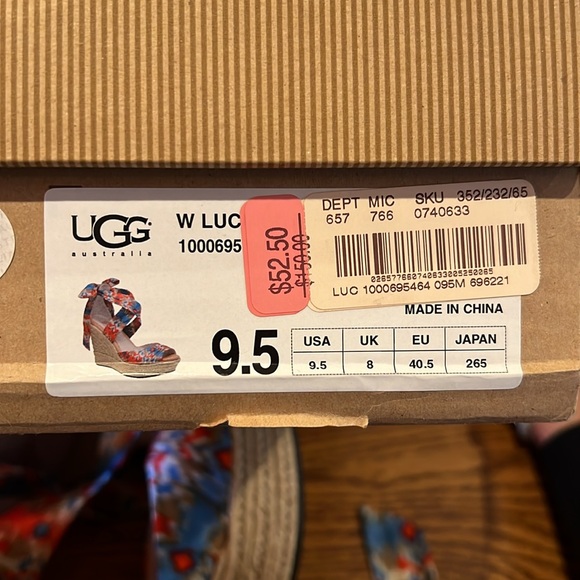 UGG
australia
W LUC
1000695
$52.50
$150.00
DEPT MIC SKU 352/232/65
657 766 0740633
LUC 1000695464 095M 696221
MADE IN CHINA
9.5
USA UK EU JAPAN
9.5 8 40.5 265